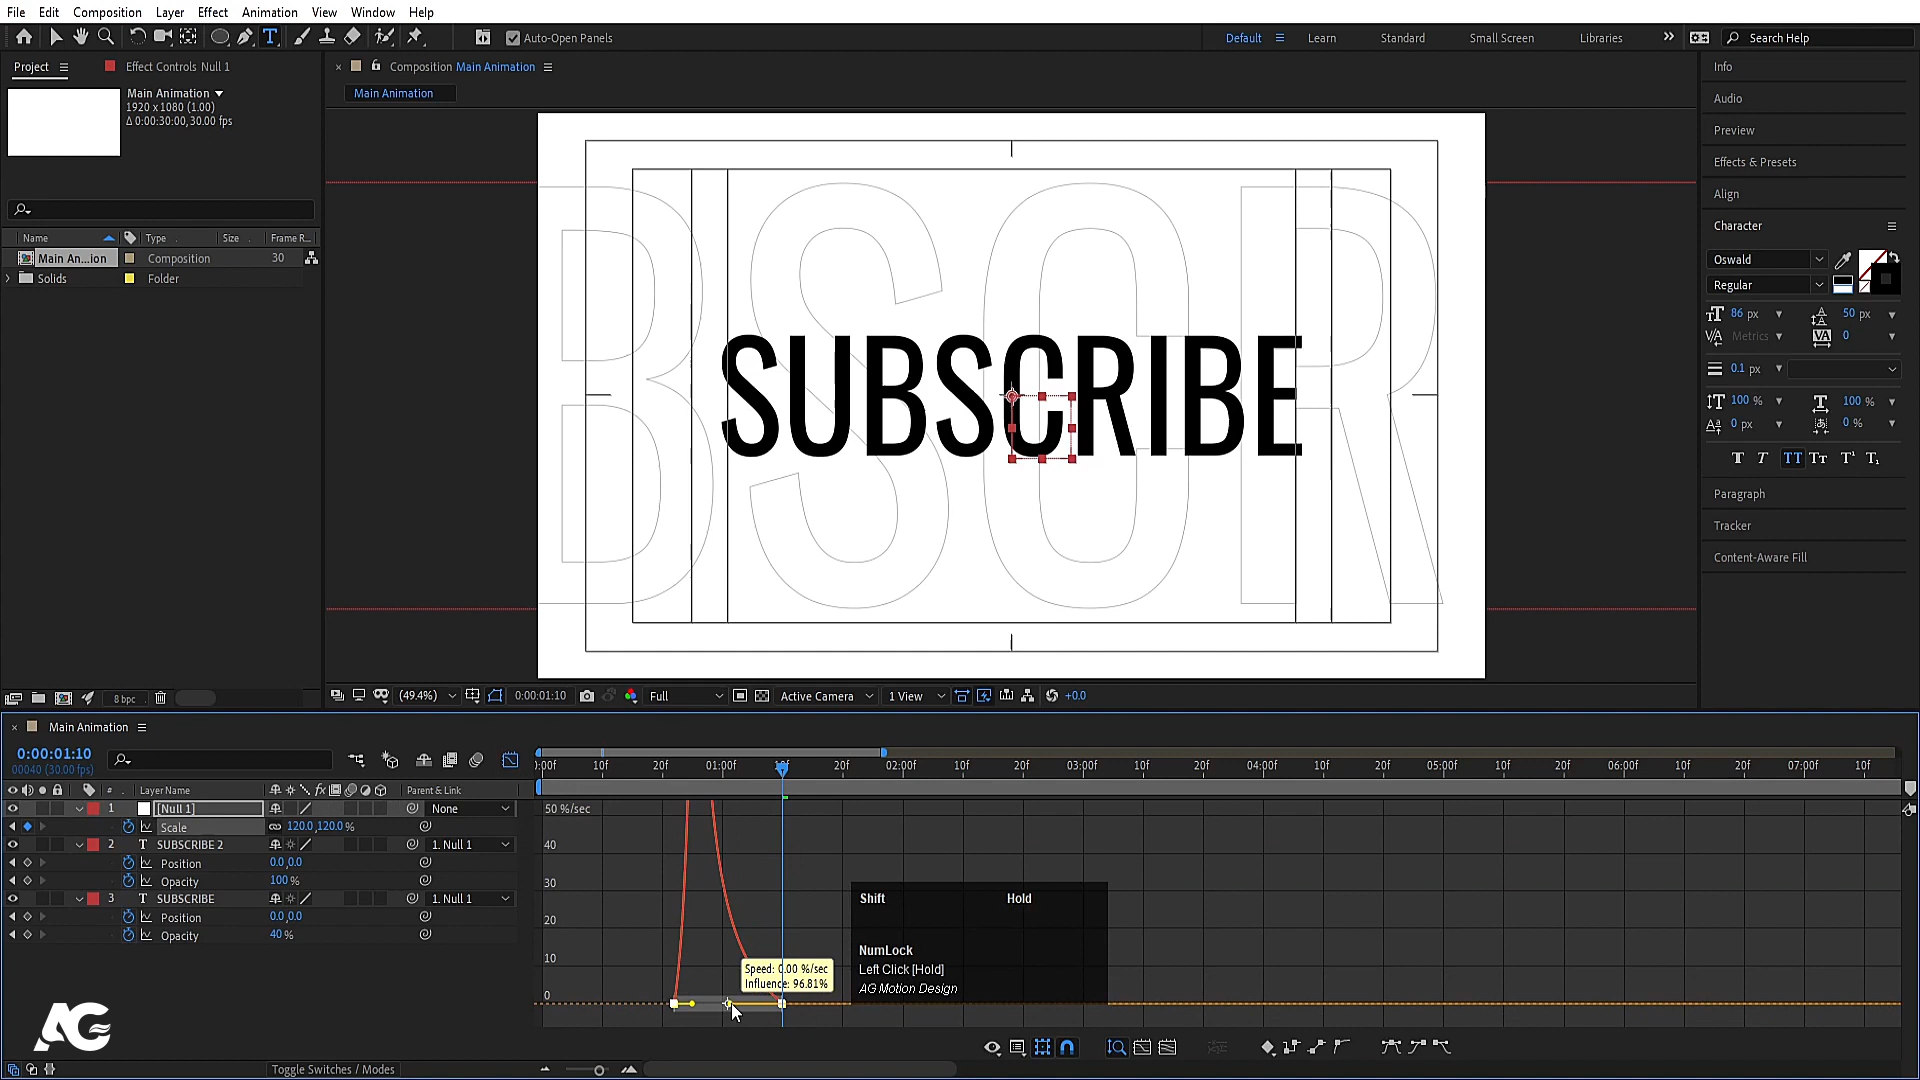 File Edit Composition Layer Effect Animation View Window Help
Auto-Open Panels
Default Learn Standard Small Screen Libraries Search Help
Project Effect Controls Null 1
Main Animation
1920 x 1080 (1.00)
Δ 0:00:30:00, 30.00 fps
Name Type Size Frame R...
Main An...ion Composition 30
Solids Folder
8 bpc
Composition Main Animation
Main Animation
BSCR
SUBSCRIBE
(49.4%) 0:00:01:10 Full Active Camera 1 View +0.0
Info
Audio
Preview
Effects & Presets
Align
Character
Oswald
Regular
86 px 50 px
Metrics 0
0.1 px
100 % 100 %
0 px 0 %
Paragraph
Tracker
Content-Aware Fill
Main Animation
0:00:01:10
00040 (30.00 fps)
# Layer Name Parent & Link
1 [Null 1] None
Scale 120.0,120.0 %
2 T SUBSCRIBE 2 1. Null 1
Position 0.0,0.0
Opacity 100 %
3 T SUBSCRIBE 1. Null 1
Position 0.0,0.0
Opacity 40 %
AG
Toggle Switches / Modes
:00f 10f 20f 01:00f 10f 20f 02:00f 10f 20f 03:00f 10f 20f 04:00f 10f 20f 05:00f 10f 20f 06:00f 10f 20f 07:00f 10f
50 %/sec
40
30
20
10
0
Speed: 0.00 %/sec
Influence: 96.81%
Shift Hold
NumLock
Left Click [Hold]
AG Motion Design